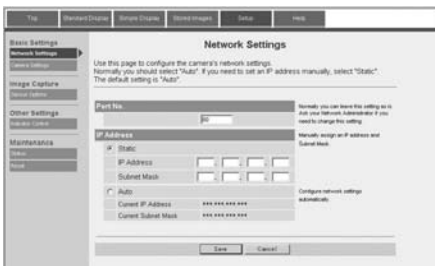 Top Standard Display Simple Display Stored Images Setup Help
Basic Settings
Network Settings
Camera Settings
Image Capture
Other Settings
Indicator Control
Maintenance
Status
Reset
Network Settings
Use this page to configure the camera's network settings.
Normally you should select "Auto". If you need to set an IP address manually, select "Static".
The default setting is "Auto".
Port No.
80
Normally you can leave this setting as is.
Ask your Network Administrator if you
need to change this setting
IP Address
Static
IP Address
Subnet Mask
Manually assign an IP address and
Subnet Mask.
Auto
Current IP Address ***.***.***.***
Current Subnet Mask ***.***.***.***
Configure network settings
automatically.
Save Cancel